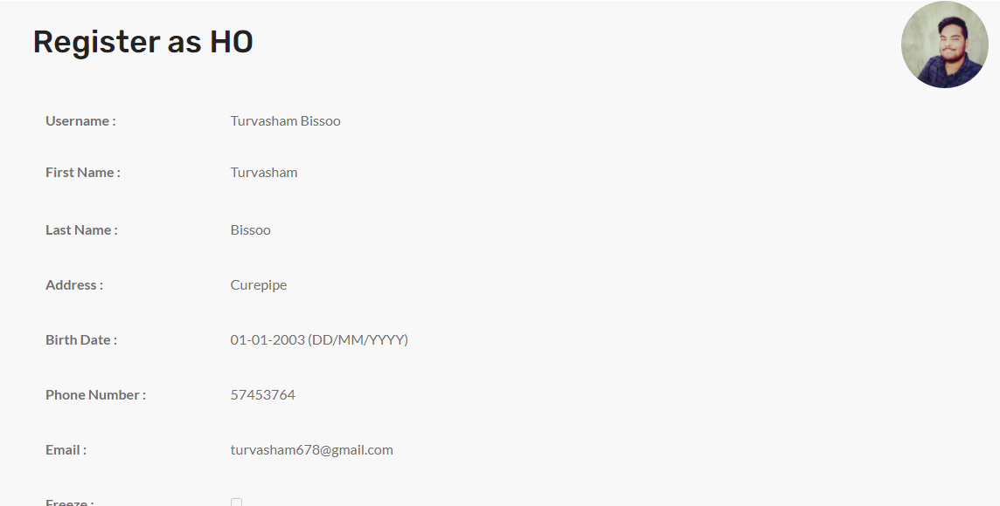 Register as HO
Username : Turvasham Bissoo
First Name : Turvasham
Last Name : Bissoo
Address : Curepipe
Birth Date : 01-01-2003 (DD/MM/YYYY)
Phone Number : 57453764
Email : turvasham678@gmail.com
Freeze :